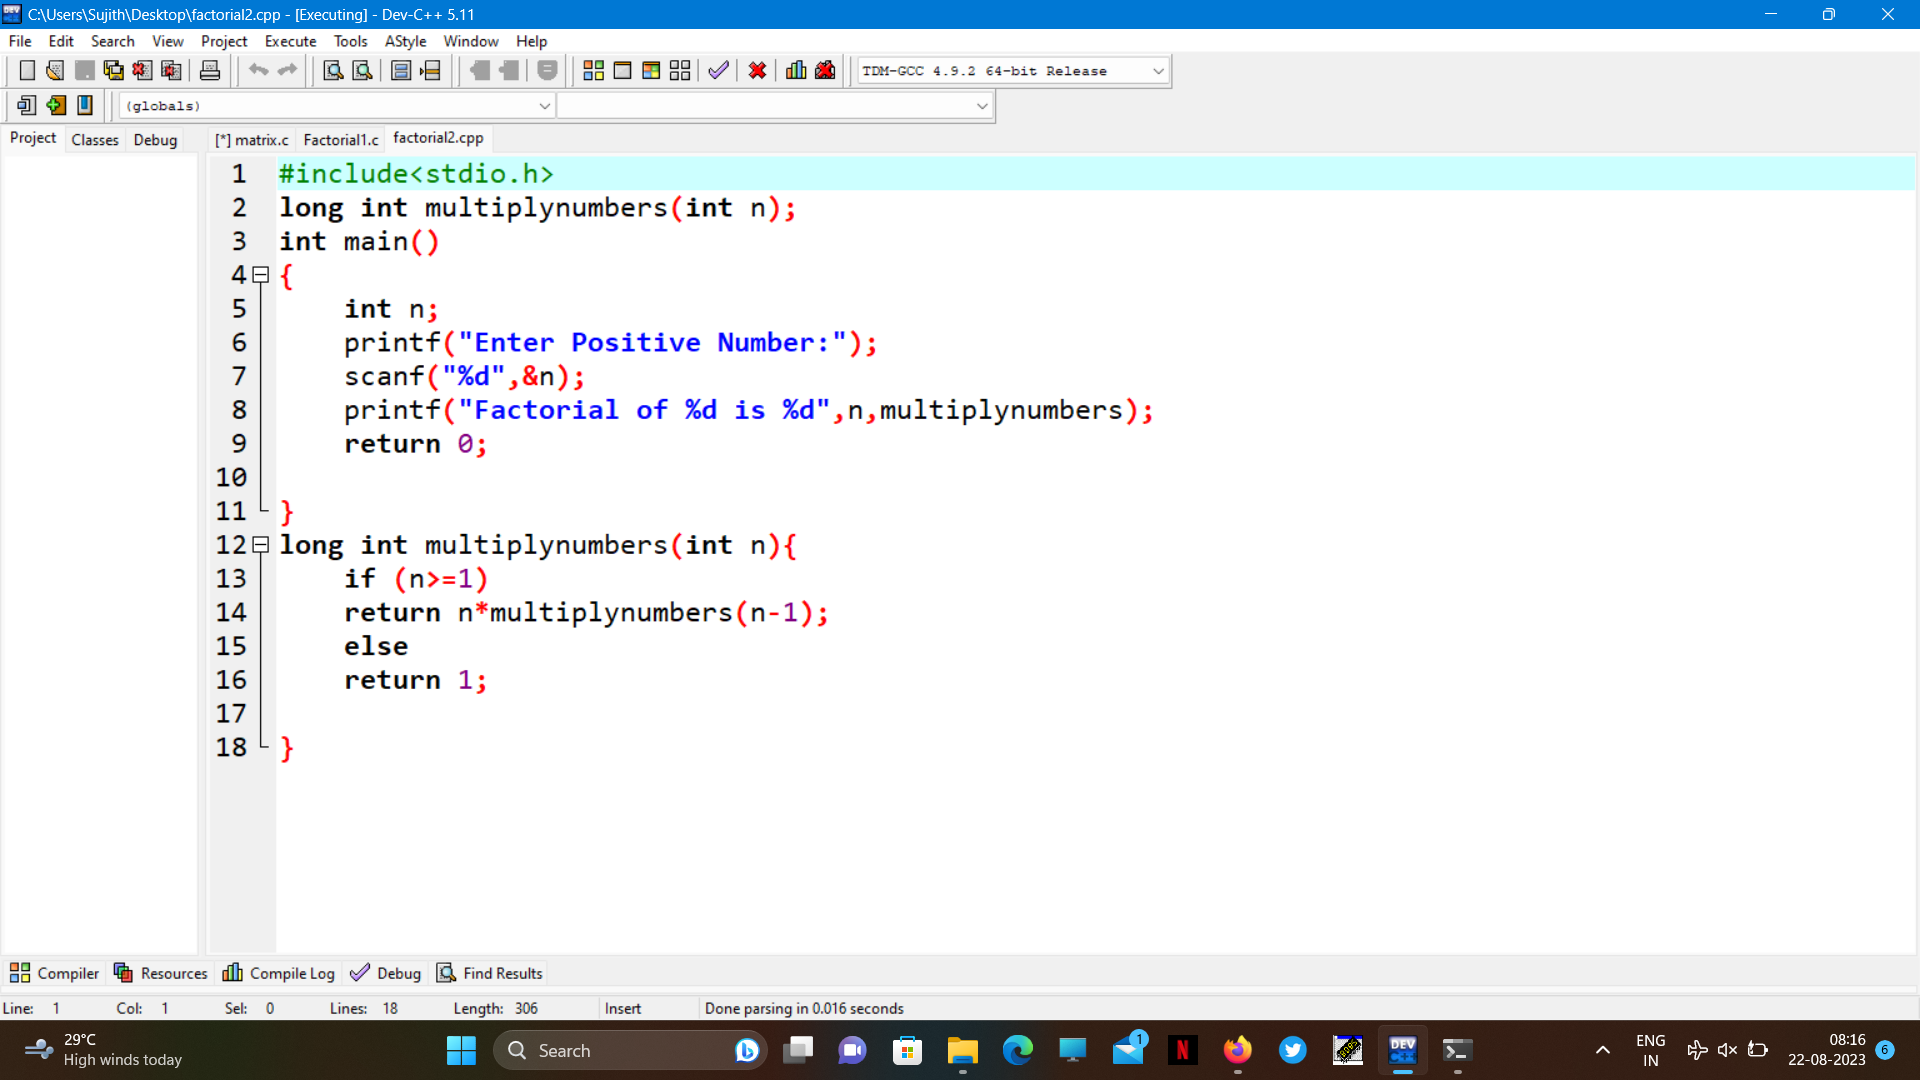 C:\Users\Sujith\Desktop\factorial2.cpp - [Executing] - Dev-C++ 5.11
File Edit Search View Project Execute Tools AStyle Window Help
TDM-GCC 4.9.2 64-bit Release
(globals)
Project Classes Debug [*] matrix.c Factorial1.c factorial2.cpp
1 #include<stdio.h>
2 long int multiplynumbers(int n);
3 int main()
4 {
5 int n;
6 printf("Enter Positive Number:");
7 scanf("%d",&n);
8 printf("Factorial of %d is %d",n,multiplynumbers);
9 return 0;
10
11 }
12 long int multiplynumbers(int n){
13 if (n>=1)
14 return n*multiplynumbers(n-1);
15 else
16 return 1;
17
18 }
Compiler Resources Compile Log Debug Find Results
Line: 1 Col: 1 Sel: 0 Lines: 18 Length: 306 Insert Done parsing in 0.016 seconds
29°C
High winds today
Search
1
N
DEV
C++
ENG
IN
08:16
22-08-2023
6